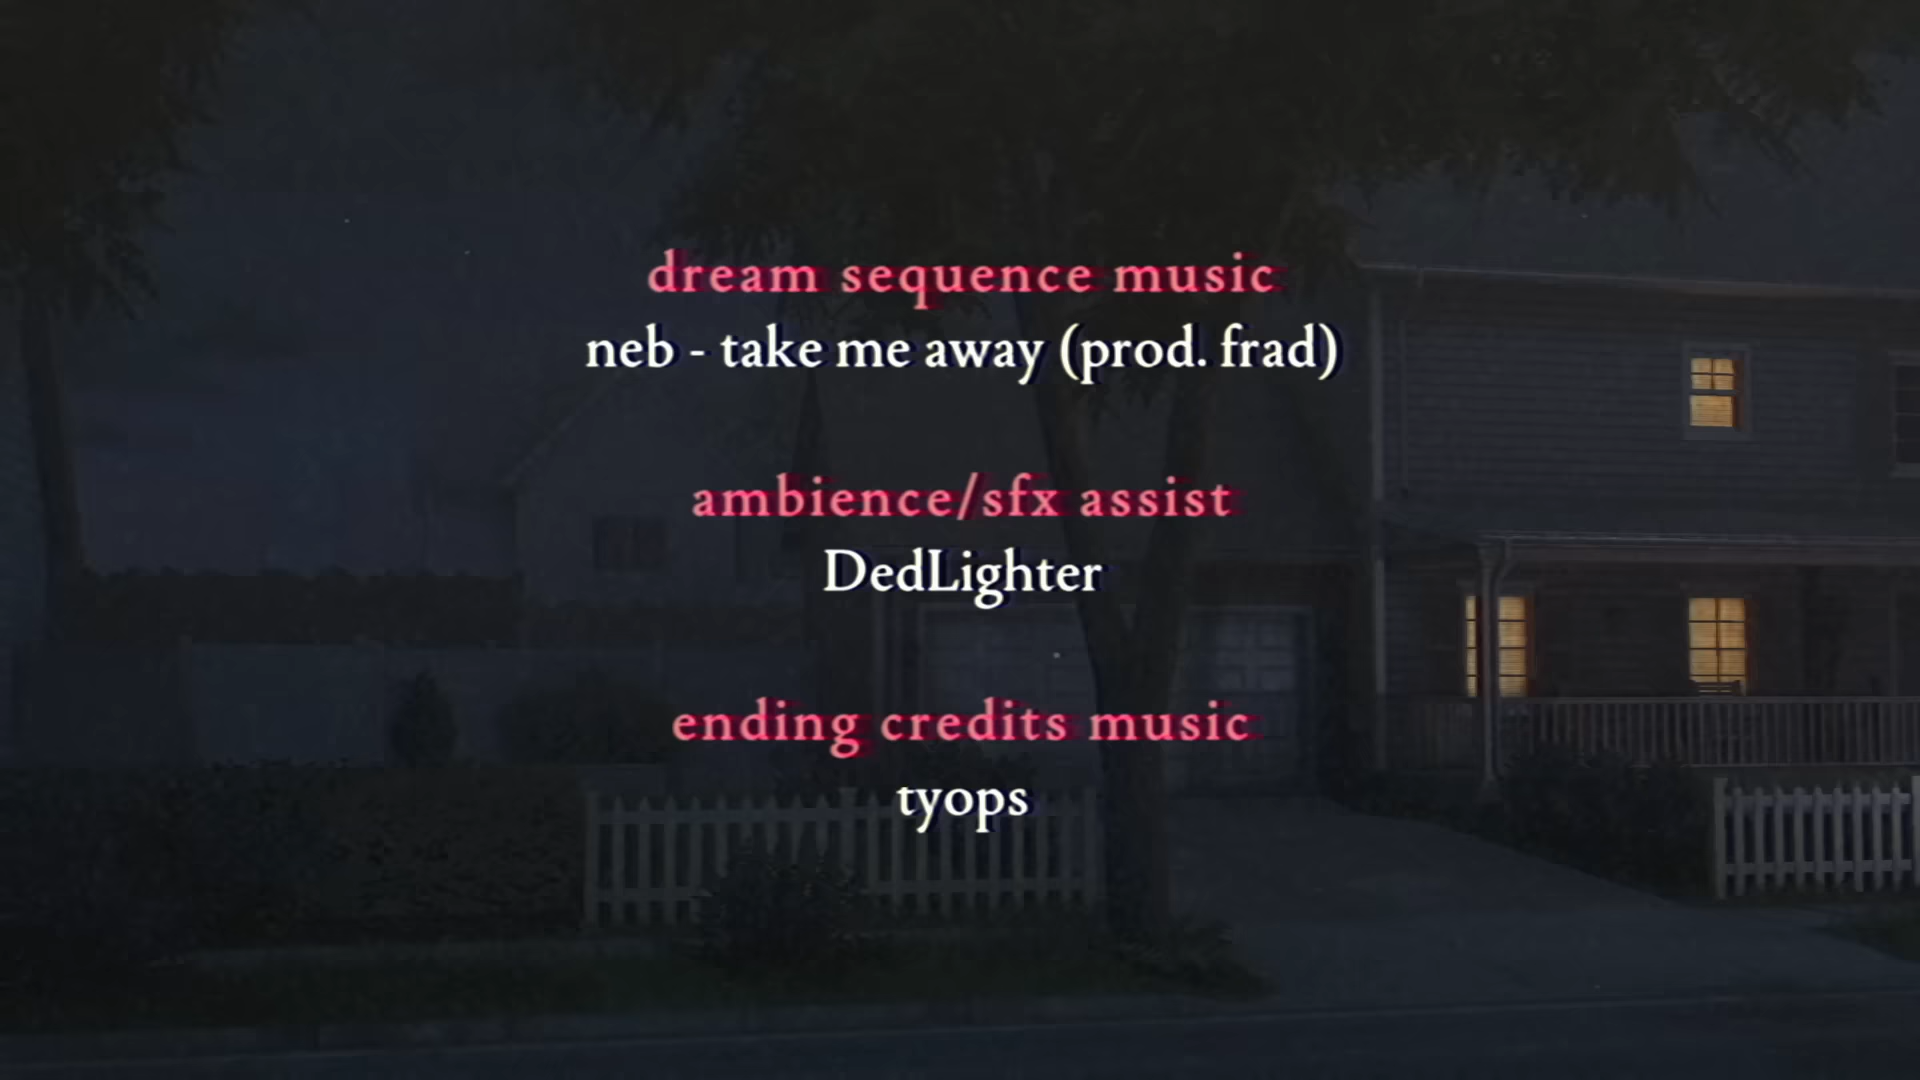 dream sequence music
neb - take me away (prod. frad)
ambience/sfx assist
DedLighter
ending credits music
tyops